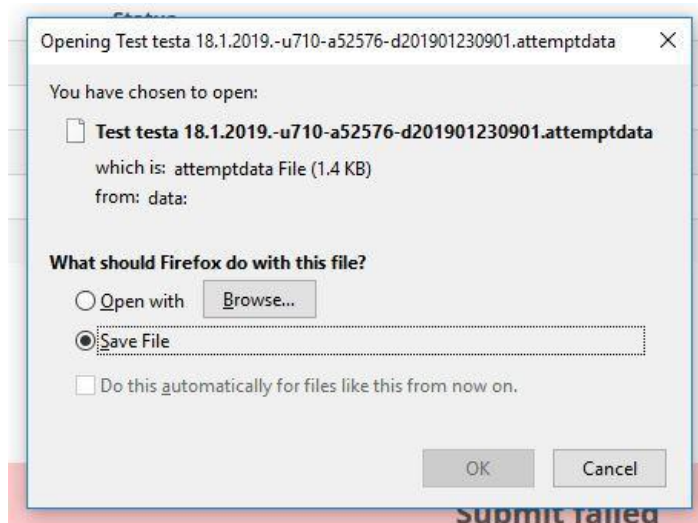 Status
Opening Test testa 18.1.2019.-u710-a52576-d201901230901.attemptdata
You have chosen to open:
Test testa 18.1.2019.-u710-a52576-d201901230901.attemptdata
which is: attemptdata File (1.4 KB)
from: data:
What should Firefox do with this file?
Open with
Browse...
Save File
Do this automatically for files like this from now on.
OK
Cancel
Submit failed